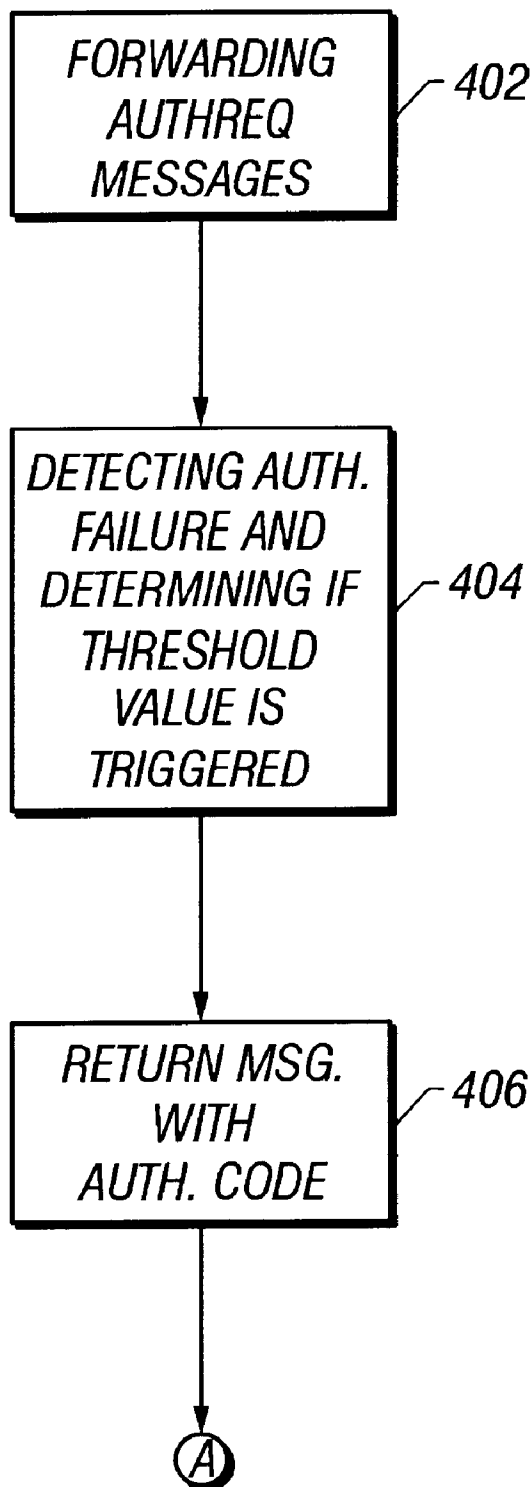 FORWARDING
AUTHREQ
MESSAGES
402
DETECTING AUTH.
FAILURE AND
DETERMINING IF
THRESHOLD
VALUE IS
TRIGGERED
404
RETURN MSG.
WITH
AUTH. CODE
406
A